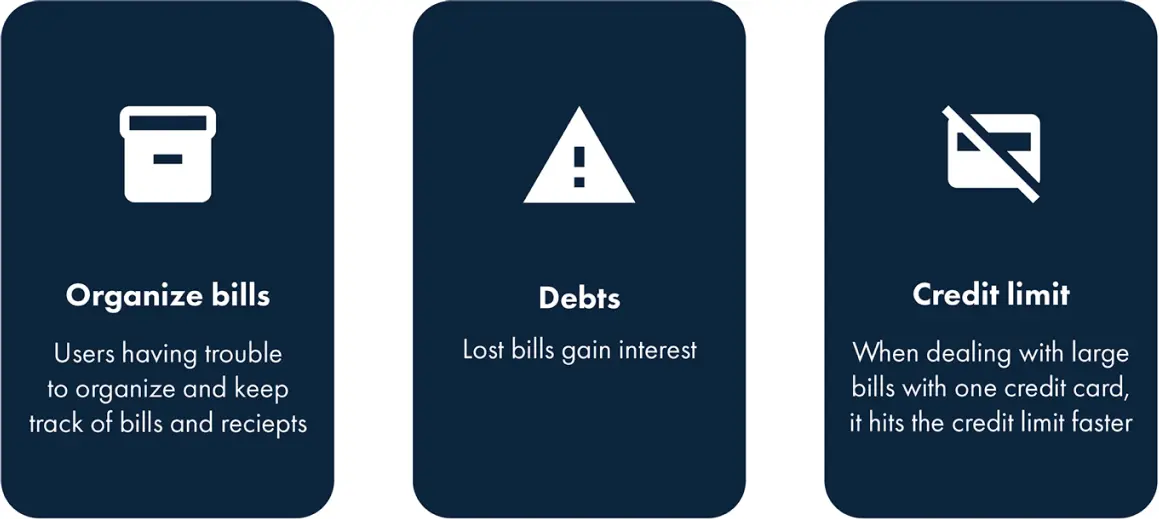 Organize bills
Users having trouble
to organize and keep
track of bills and reciepts
Debts
Lost bills gain interest
Credit limit
When dealing with large
bills with one credit card,
it hits the credit limit faster